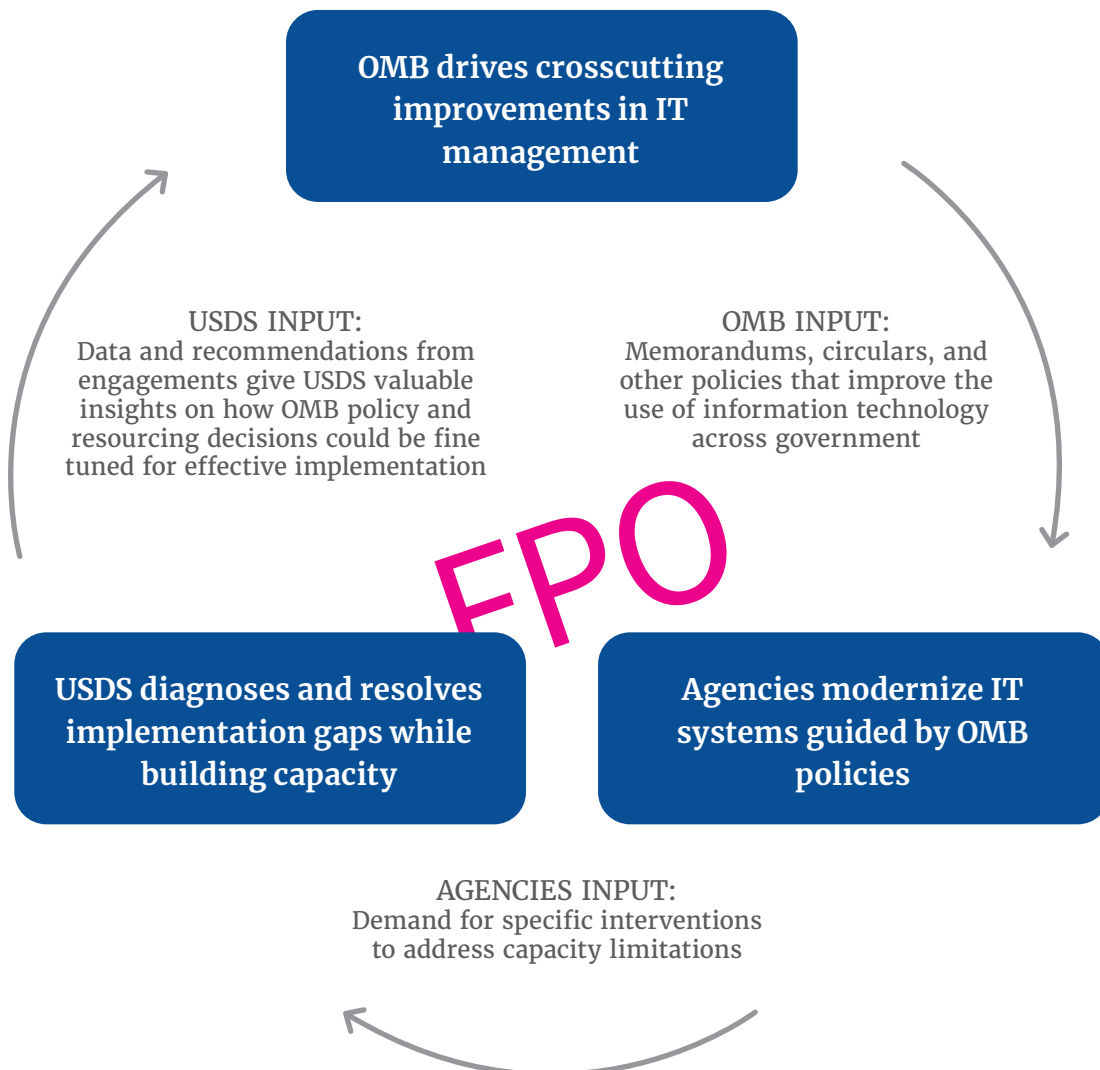 OMB drives crosscutting
improvements in IT
management
USDS INPUT:
Data and recommendations from
engagements give USDS valuable
insights on how OMB policy and
resourcing decisions could be fine
tuned for effective implementation
OMB INPUT:
Memorandums, circulars, and
other policies that improve the
use of information technology
across government
FPO
USDS diagnoses and resolves
implementation gaps while
building capacity
Agencies modernize IT
systems guided by OMB
policies
AGENCIES INPUT:
Demand for specific interventions
to address capacity limitations